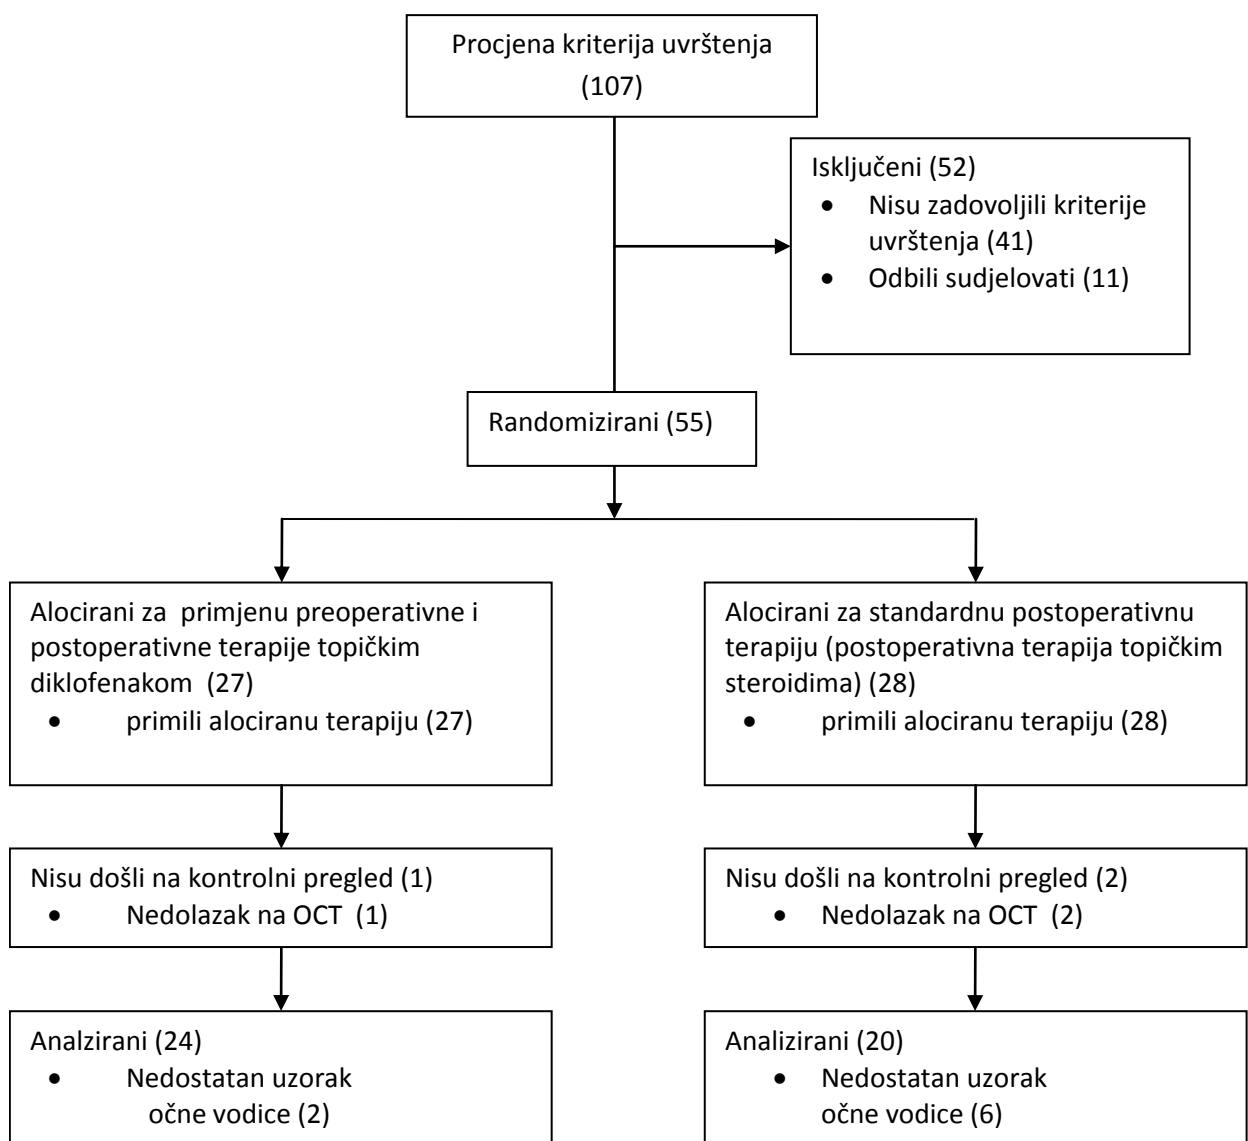 Procjena kriterija uvrštenja
(107)
Isključeni (52)
• Nisu zadovoljili kriterije
uvrštenja (41)
• Odbili sudjelovati (11)
Randomizirani (55)
Alocirani za primjenu preoperativne i
postoperativne terapije topičkim
diklofenakom (27)
• primili alociranu terapiju (27)
Alocirani za standardnu postoperativnu
terapiju (postoperativna terapija topičkim
steroidima) (28)
• primili alociranu terapiju (28)
Nisu došli na kontrolni pregled (1)
• Nedolazak na OCT (1)
Nisu došli na kontrolni pregled (2)
• Nedolazak na OCT (2)
Analzirani (24)
• Nedostatan uzorak
očne vodice (2)
Analizirani (20)
• Nedostatan uzorak
očne vodice (6)